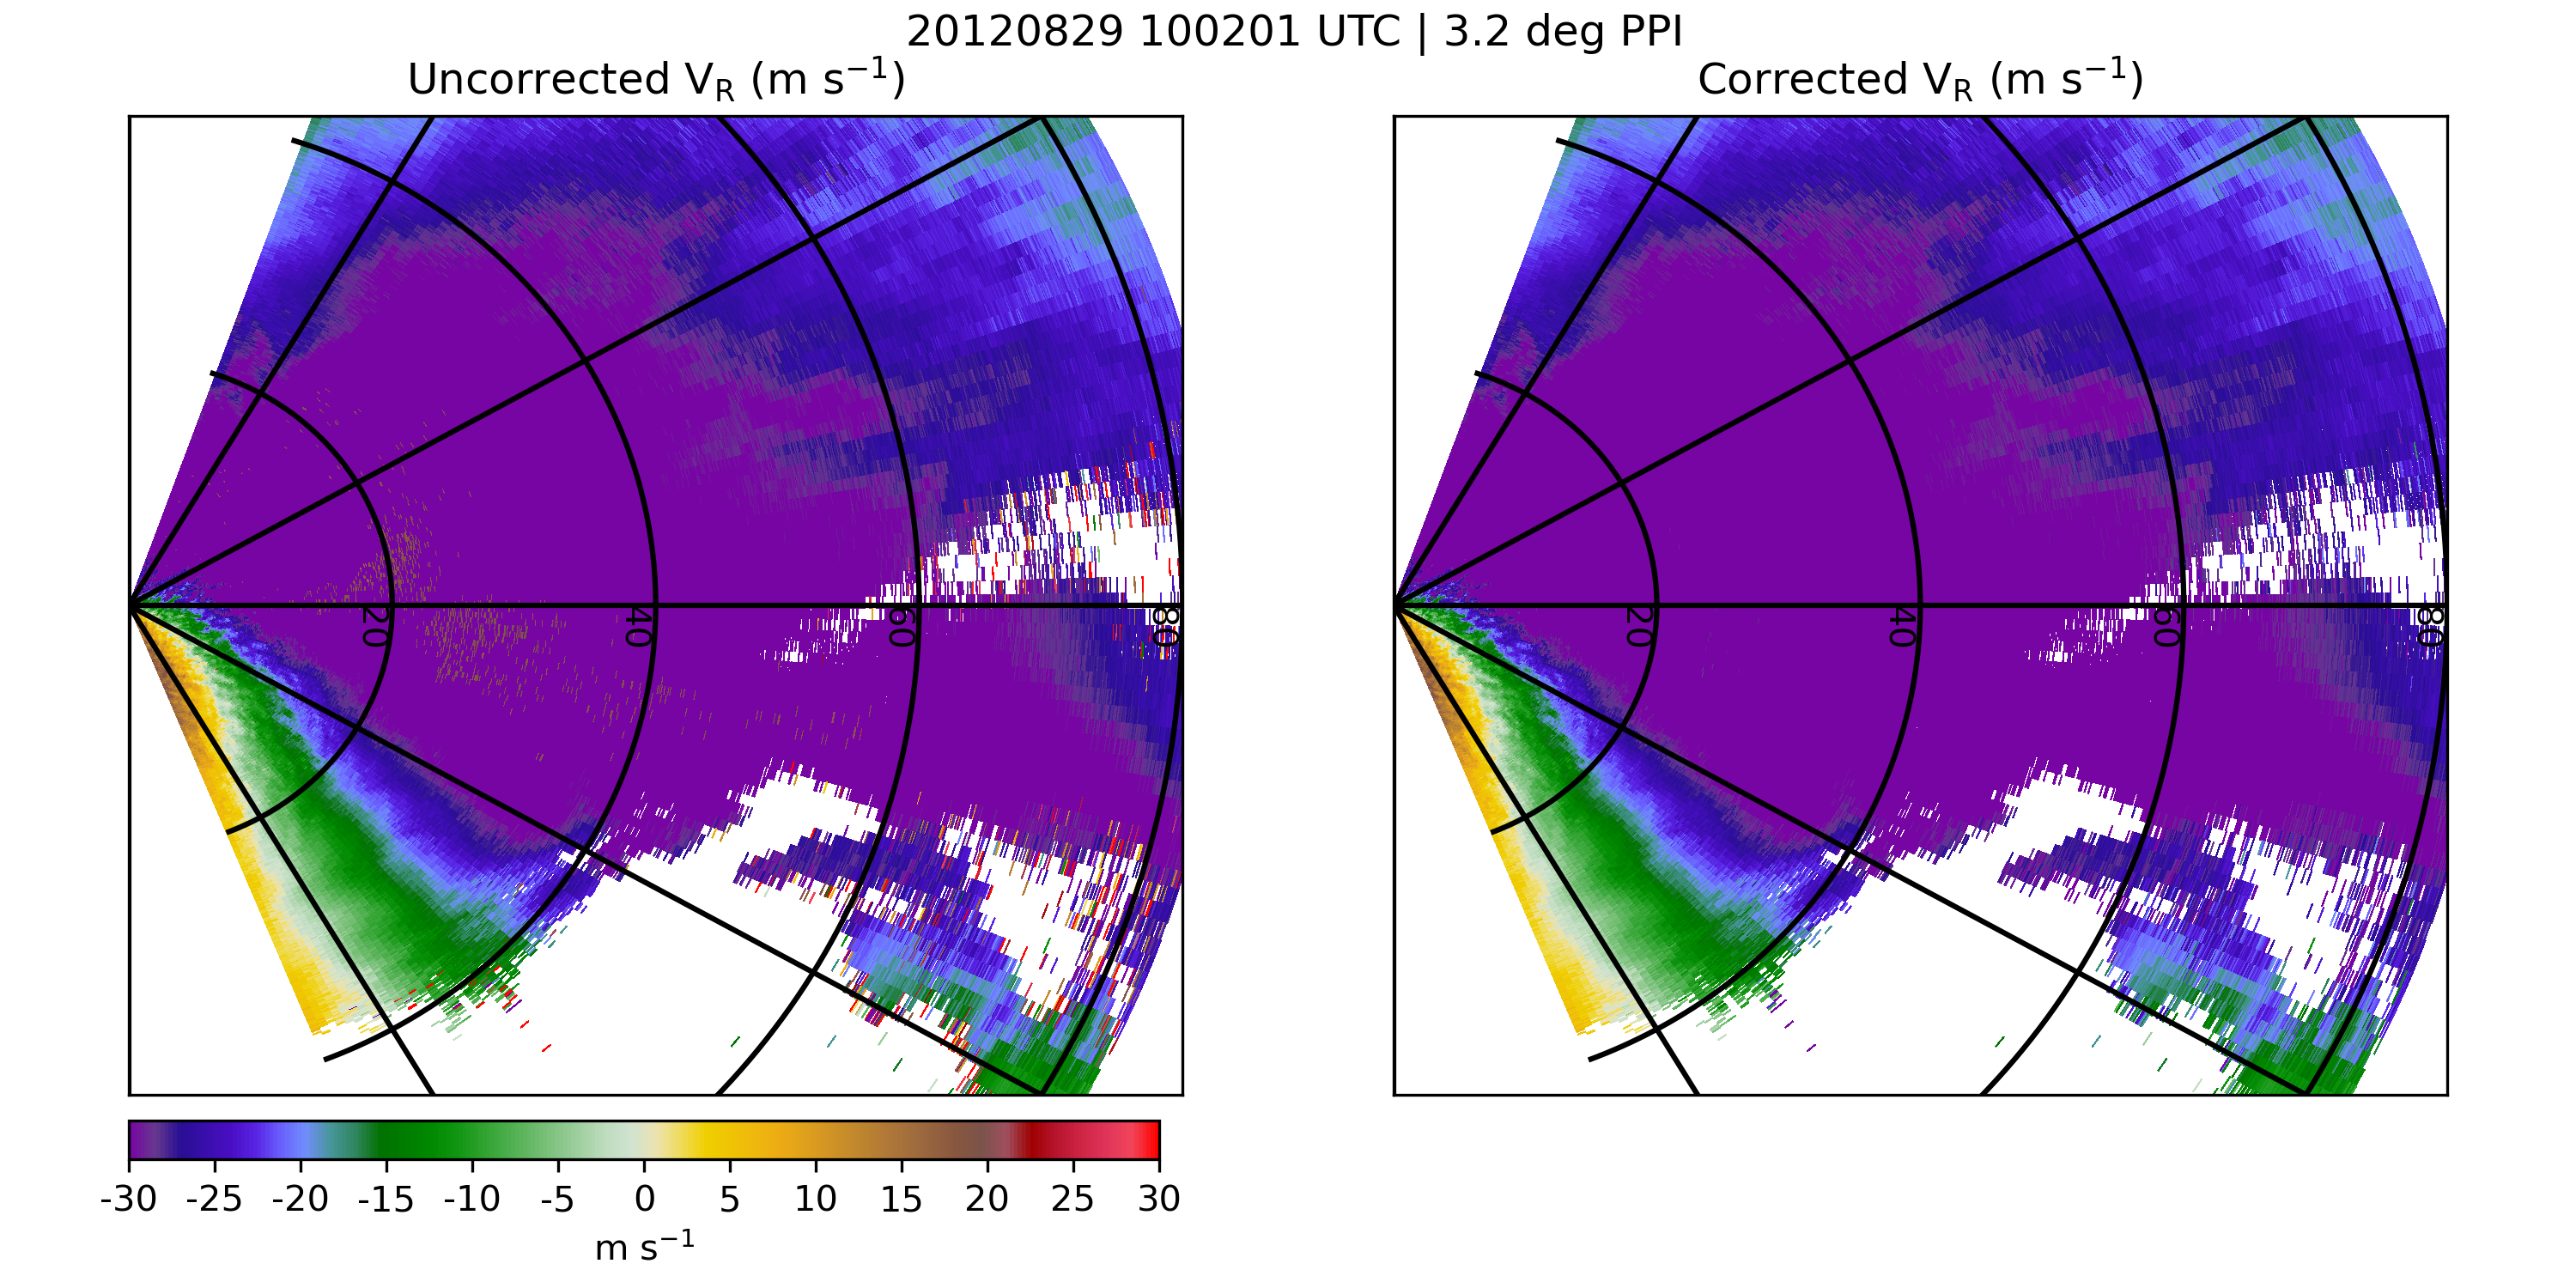 20120829 100201 UTC | 3.2 deg PPI
Uncorrected V_R (m s⁻¹)
Corrected V_R (m s⁻¹)
20 40 60 80
20 40 60 80
-30 -25 -20 -15 -10 -5 0 5 10 15 20 25 30
m s⁻¹